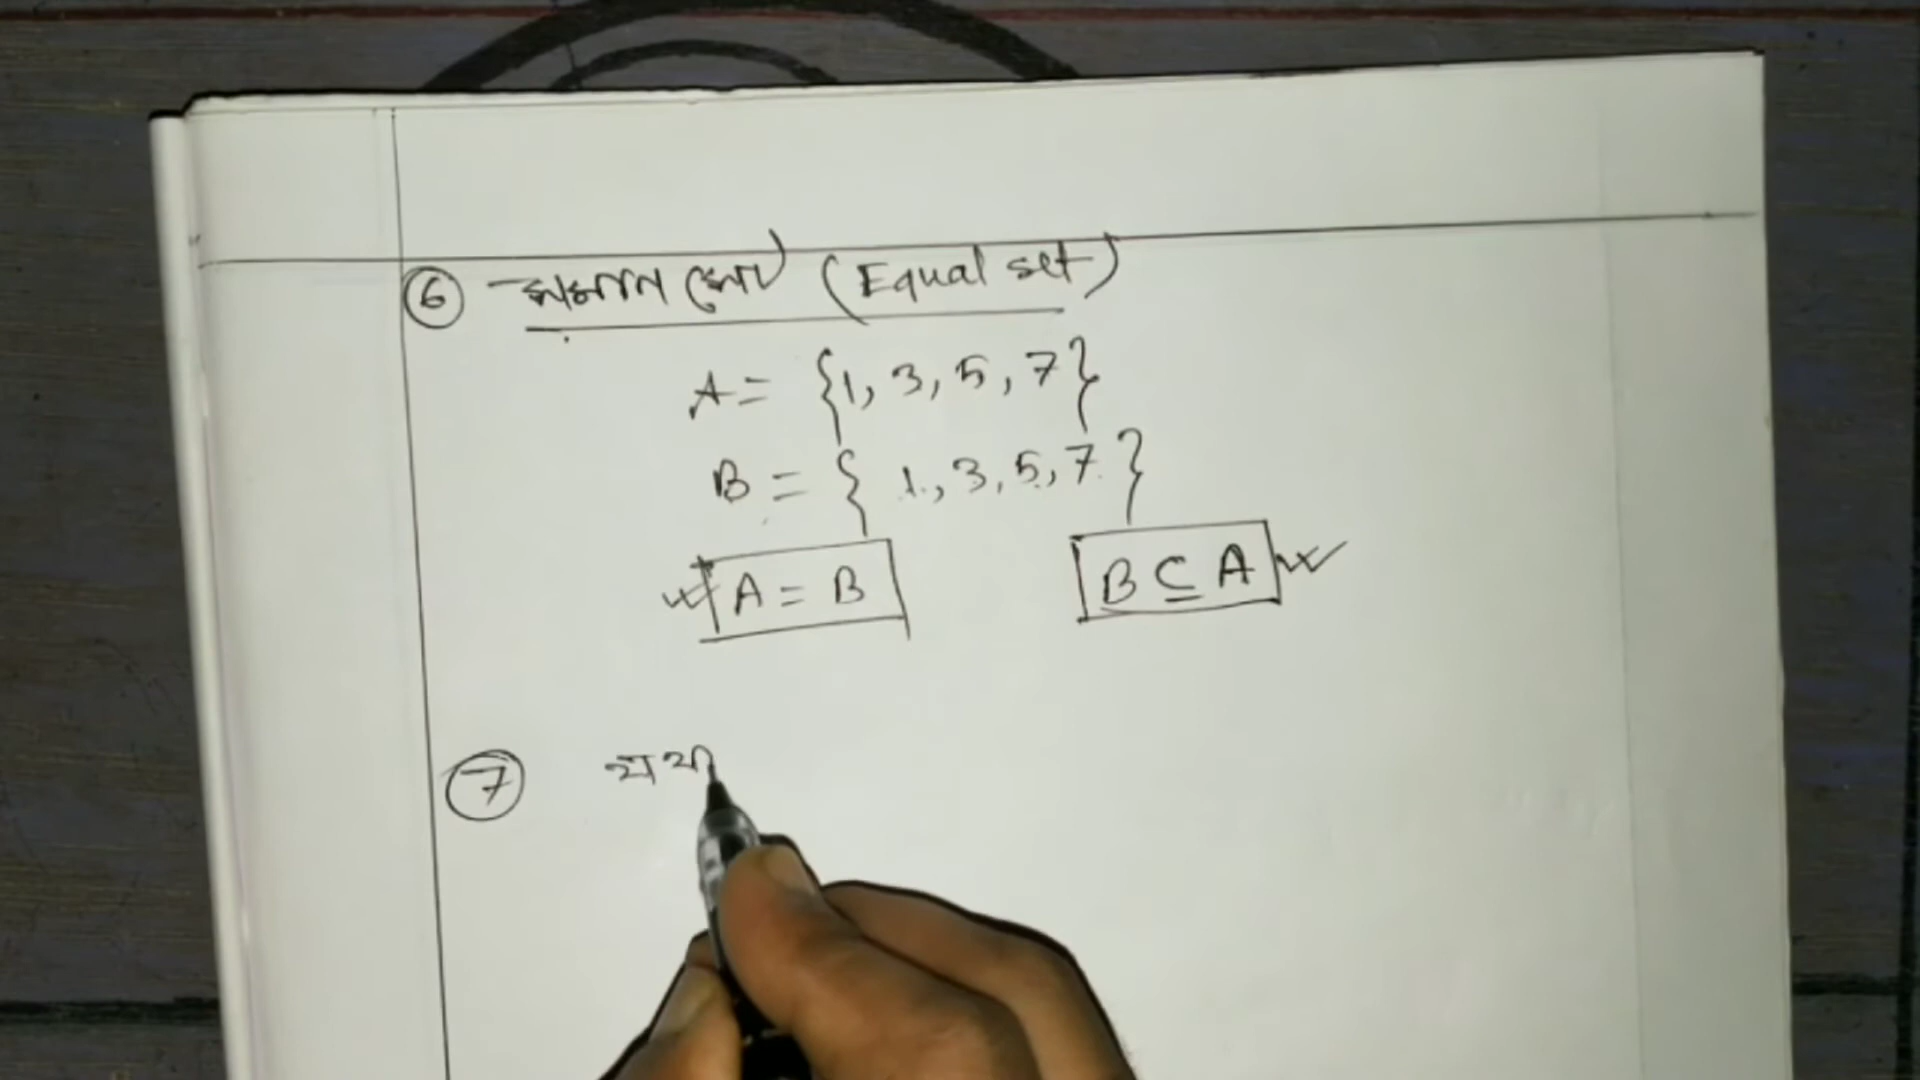 ⑥ সমান সেট (Equal set)
A = {1, 3, 5, 7}
B = { 1, 3, 5, 7 }
A = B B ⊆ A
⑦